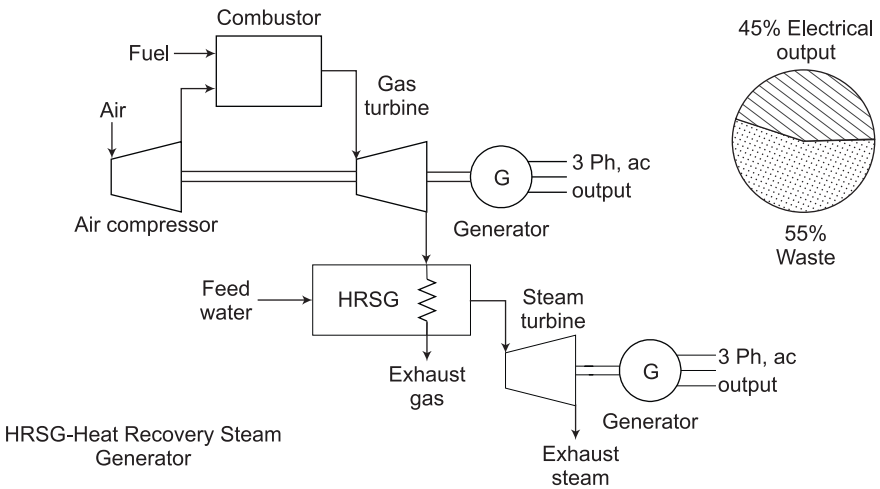 Combustor
Fuel
Air
Gas
turbine
Air compressor
G
3 Ph, ac
output
Generator
45% Electrical
output
55%
Waste
Feed
water
HRSG
Exhaust
gas
Steam
turbine
G
3 Ph, ac
output
Generator
Exhaust
steam
HRSG-Heat Recovery Steam
Generator